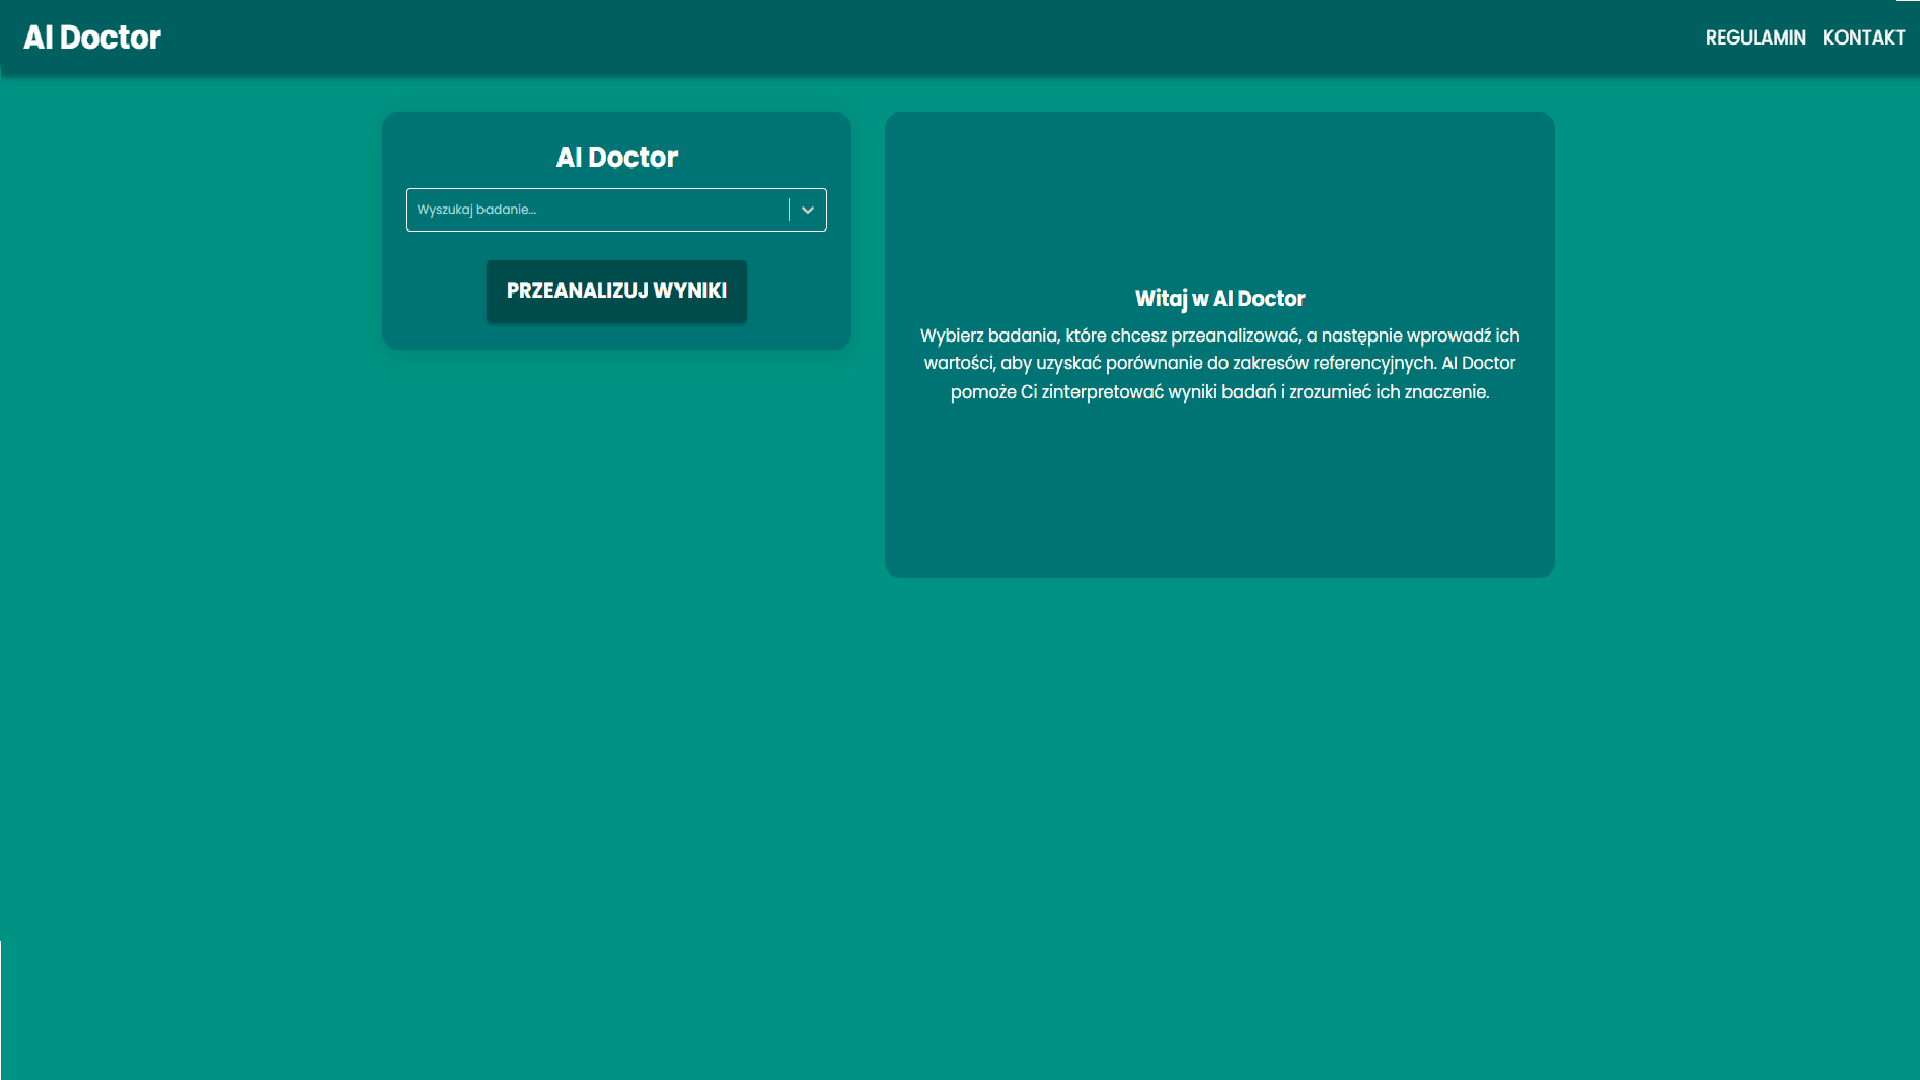 AI Doctor
REGULAMIN KONTAKT
AI Doctor
Wyszukaj badanie...
PRZEANALIZUJ WYNIKI
Witaj w AI Doctor
Wybierz badania, które chcesz przeanalizować, a następnie wprowadź ich
wartości, aby uzyskać porównanie do zakresów referencyjnych. AI Doctor
pomoże Ci zinterpretować wyniki badań i zrozumieć ich znaczenie.